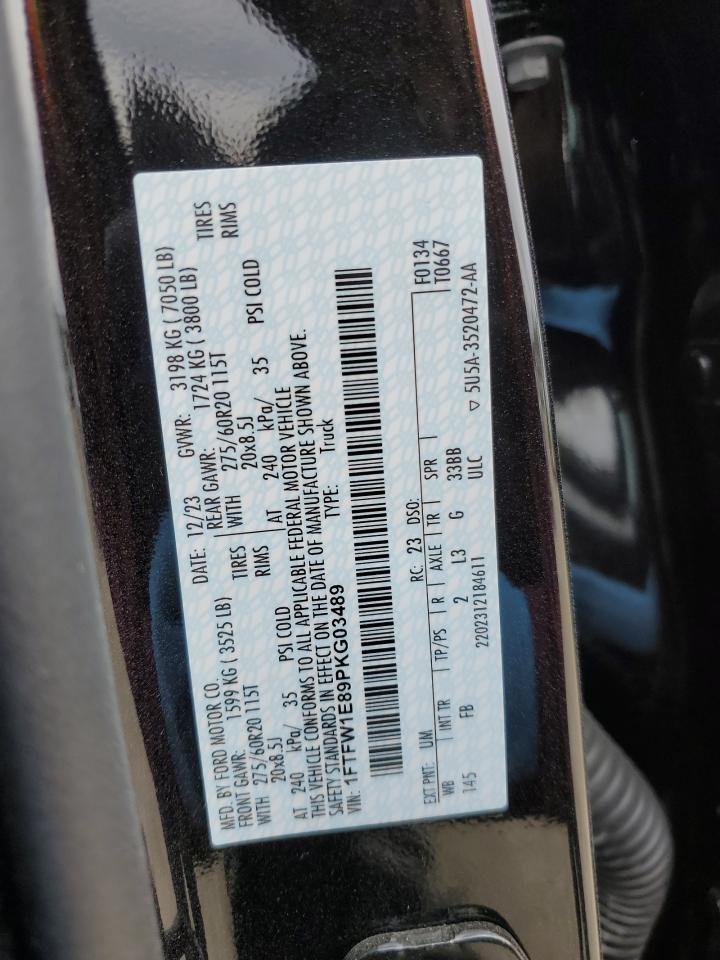 MFD. BY FORD MOTOR CO. DATE: 12/23 GVWR: 3198 KG (7050 LB)
FRONT GAWR: 1599 KG (3525 LB) REAR GAWR: 1724 KG (3800 LB)
WITH 275/60R20 115T TIRES WITH 275/60R20 115T TIRES
20x8.5J RIMS 20x8.5J RIMS
AT 240 kPa/ 35 PSI COLD AT 240 kPa/ 35 PSI COLD
THIS VEHICLE CONFORMS TO ALL APPLICABLE FEDERAL MOTOR VEHICLE
SAFETY STANDARDS IN EFFECT ON THE DATE OF MANUFACTURE SHOWN ABOVE.
VIN: 1FTFW1E89PKG03489 TYPE: Truck
EXT PNT: UM RC: 23 DSO: F0134
WB INT TR TP/PS R AXLE TR SPR T0667
145 FB 2 L3 G 33BB
2202312184611 ULC ▽ 5U5A-3520472-AA